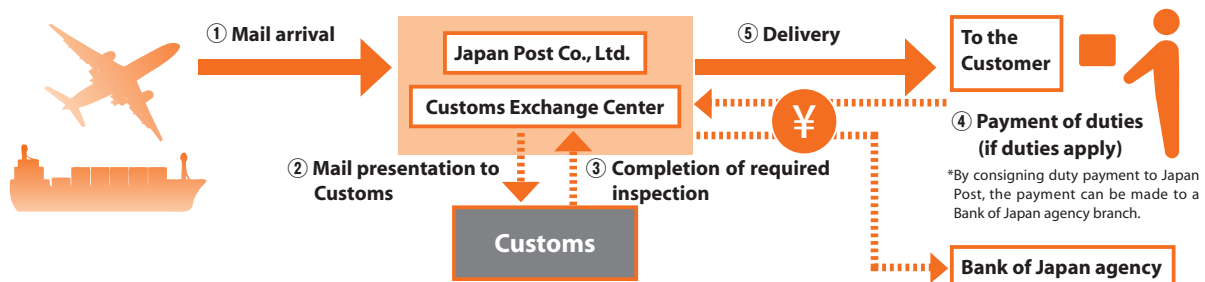 ① Mail arrival
Japan Post Co., Ltd.
Customs Exchange Center
② Mail presentation to
Customs
③ Completion of required
inspection
Customs
⑤ Delivery
¥
To the
Customer
④ Payment of duties
(if duties apply)
*By consigning duty payment to Japan
Post, the payment can be made to a
Bank of Japan agency branch.
Bank of Japan agency